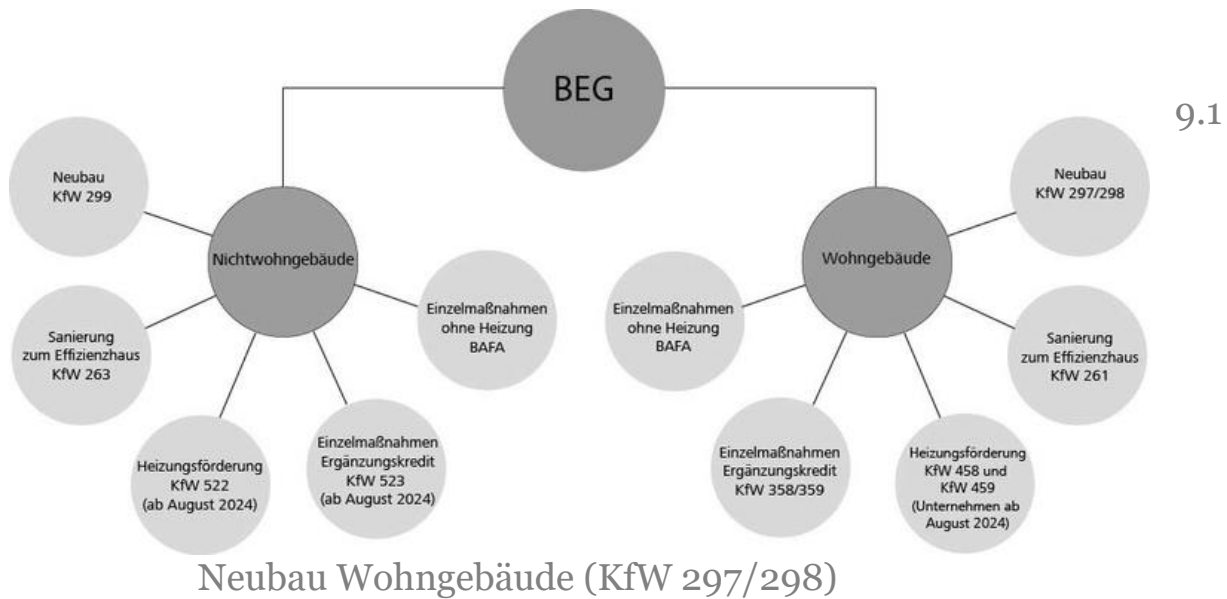 BEG
9.1
Neubau
KfW 299
Nichtwohngebäude
Einzelmaßnahmen
ohne Heizung
BAFA
Sanierung
zum Effizienzhaus
KfW 263
Heizungsförderung
KfW 522
(ab August 2024)
Einzelmaßnahmen
Ergänzungskredit
KfW 523
(ab August 2024)
Neubau
KfW 297/298
Wohngebäude
Einzelmaßnahmen
ohne Heizung
BAFA
Sanierung
zum Effizienzhaus
KfW 261
Einzelmaßnahmen
Ergänzungskredit
KfW 358/359
Heizungsförderung
KfW 458 und
KfW 459
(Unternehmen ab
August 2024)
Neubau Wohngebäude (KfW 297/298)